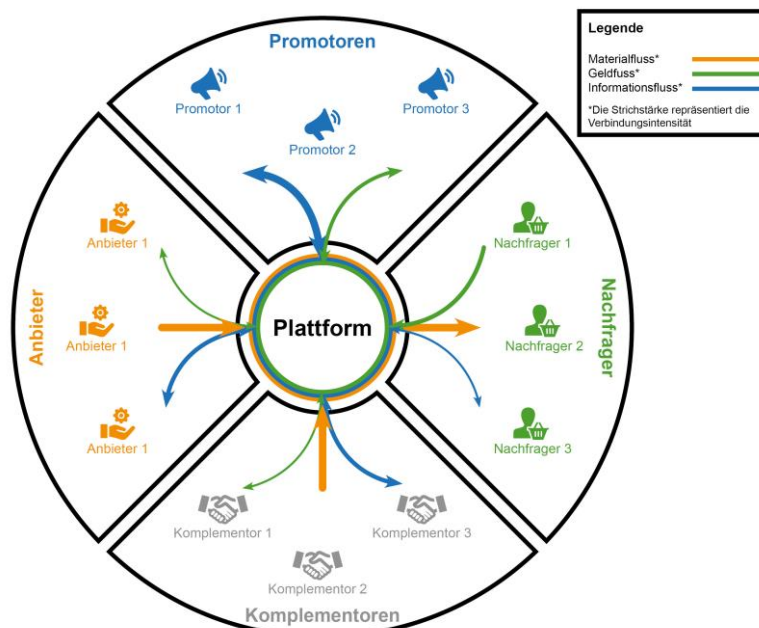 Promotoren
Promotor 1
Promotor 3
Promotor 2
Legende
Materialfluss*
Geldfuss*
Informationsfluss*
*Die Strichstärke repräsentiert die
Verbindungsintensität
Anbieter
Anbieter 1
Anbieter 1
Anbieter 1
Plattform
Nachfrager 1
Nachfrager 2
Nachfrager 3
Nachfrager
Komplementor 1
Komplementor 3
Komplementor 2
Komplementoren